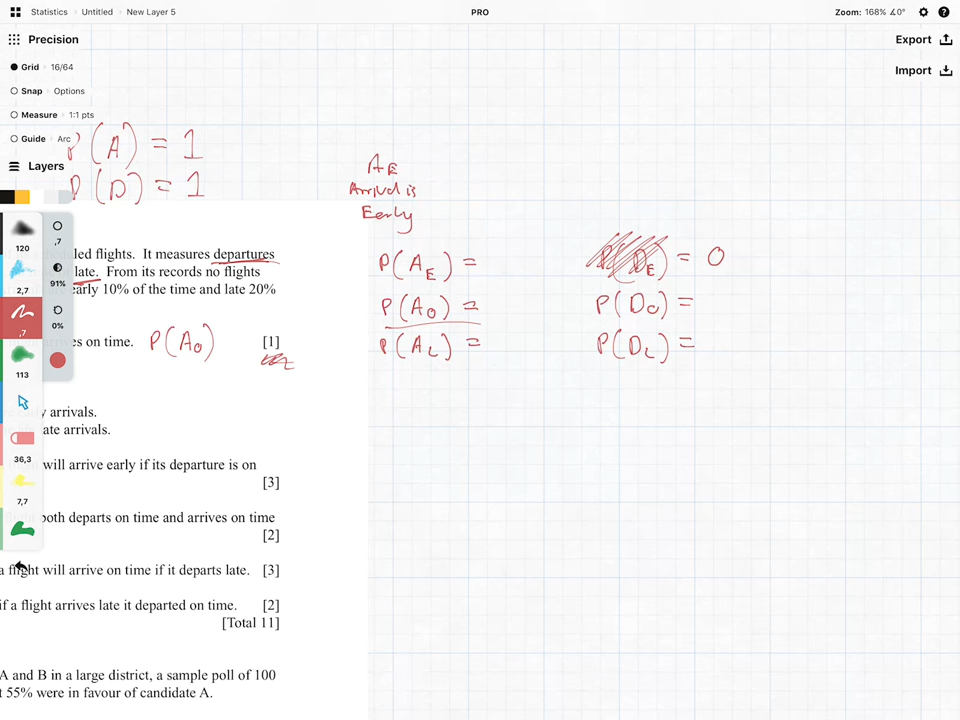 Statistics › Untitled › New Layer 5
PRO
Zoom: 168% ∡0°
Precision
Export
Grid › 16/64
Import
Snap › Options
Measure › 1:1 pts
Guide › Arc
P(A) = 1
Layers
P(D) = 1
AE
Arrival is
Early
120
2,7
,7
113
36,3
7,7
,7
91%
0%
led flights. It measures departures
late. From its records no flights
early 10% of the time and late 20%
es on time. P(AO) [1]
y arrivals.
ate arrivals.
will arrive early if its departure is on
[3]
both departs on time and arrives on time
[2]
a flight will arrive on time if it departs late. [3]
if a flight arrives late it departed on time. [2]
[Total 11]
A and B in a large district, a sample poll of 100
t 55% were in favour of candidate A.
P(AE) =
P(AO) =
P(AL) =
P(DE) = 0
P(DO) =
P(DL) =